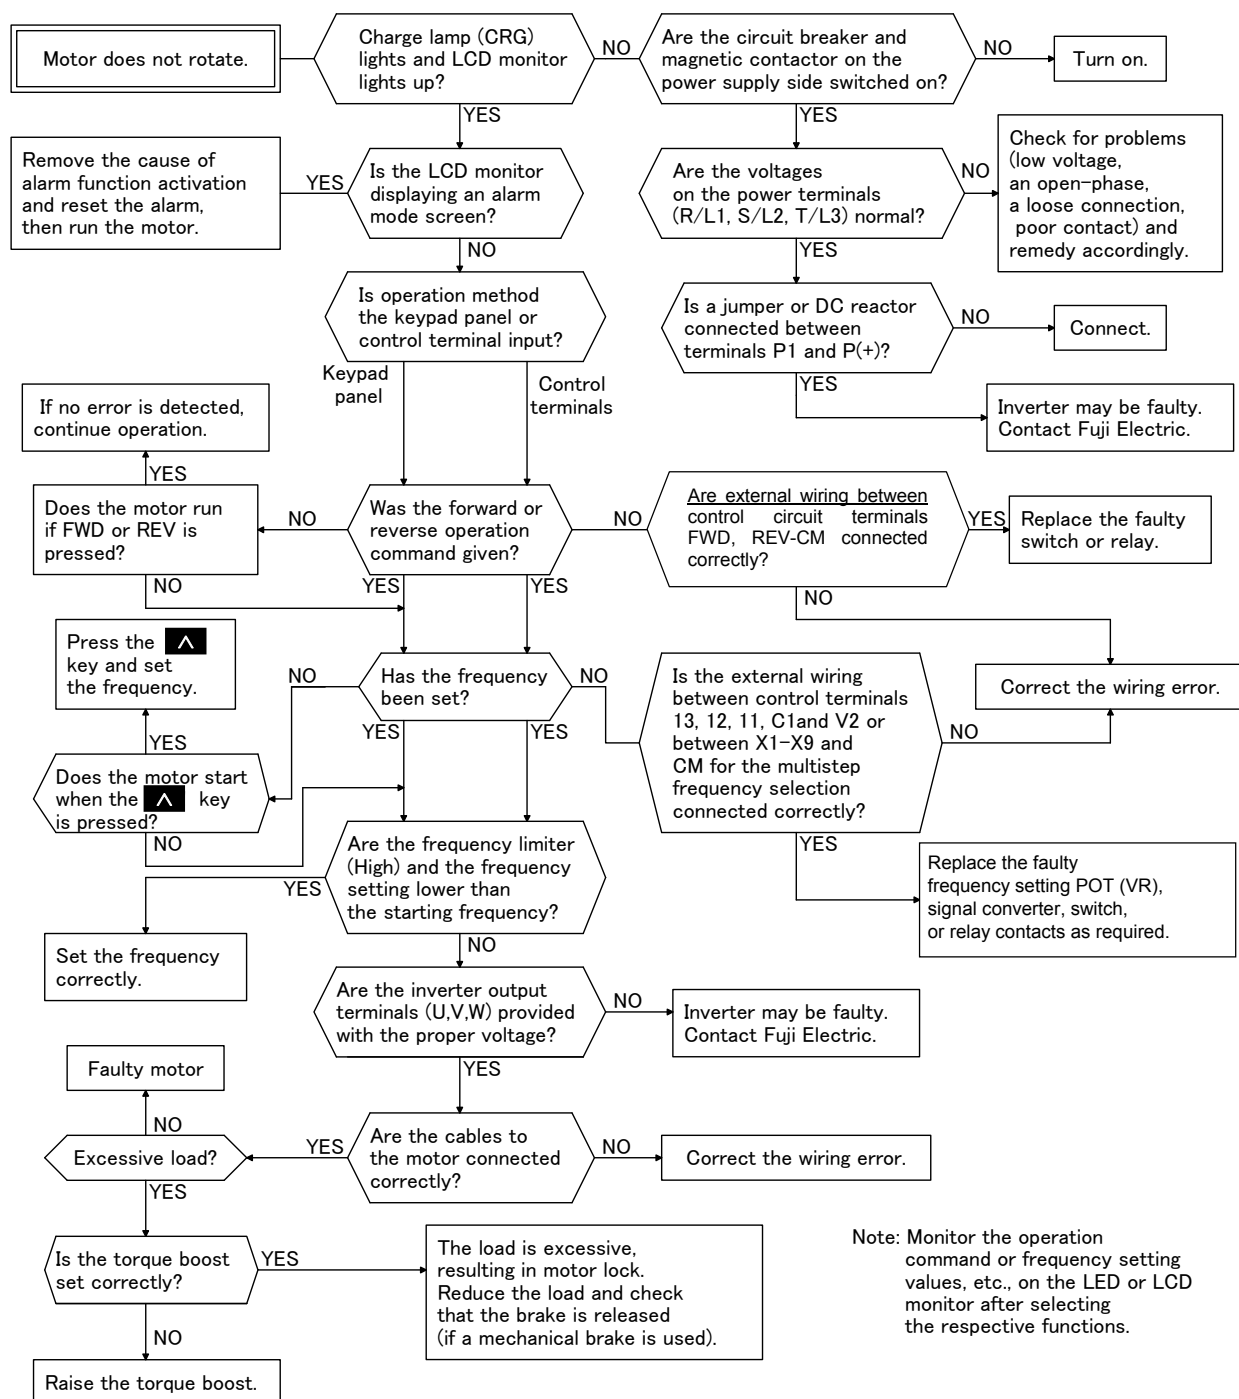 Motor does not rotate.
Charge lamp (CRG)
lights and LCD monitor
lights up?
NO
Are the circuit breaker and
magnetic contactor on the
power supply side switched on?
NO
Turn on.
YES
YES
Remove the cause of
alarm function activation
and reset the alarm,
then run the motor.
YES
Is the LCD monitor
displaying an alarm
mode screen?
Are the voltages
on the power terminals
(R/L1, S/L2, T/L3) normal?
NO
Check for problems
(low voltage,
an open-phase,
a loose connection,
poor contact) and
remedy accordingly.
NO
YES
Is operation method
the keypad panel or
control terminal input?
Is a jumper or DC reactor
connected between
terminals P1 and P(+)?
NO
Connect.
Keypad
panel
Control
terminals
YES
Inverter may be faulty.
Contact Fuji Electric.
If no error is detected,
continue operation.
YES
Does the motor run
if FWD or REV is
pressed?
NO
Was the forward or
reverse operation
command given?
NO
Are external wiring between
control circuit terminals
FWD, REV-CM connected
correctly?
YES
Replace the faulty
switch or relay.
NO
YES
YES
NO
Press the ∧
key and set
the frequency.
NO
Has the frequency
been set?
NO
Is the external wiring
between control terminals
13, 12, 11, C1and V2 or
between X1-X9 and
CM for the multistep
frequency selection
connected correctly?
NO
Correct the wiring error.
YES
YES
YES
Does the motor start
when the ∧ key
is pressed?
NO
YES
Are the frequency limiter
(High) and the frequency
setting lower than
the starting frequency?
YES
Replace the faulty
frequency setting POT (VR),
signal converter, switch,
or relay contacts as required.
Set the frequency
correctly.
NO
Are the inverter output
terminals (U,V,W) provided
with the proper voltage?
NO
Inverter may be faulty.
Contact Fuji Electric.
Faulty motor
YES
NO
Excessive load?
YES
Are the cables to
the motor connected
correctly?
NO
Correct the wiring error.
YES
Is the torque boost
set correctly?
YES
The load is excessive,
resulting in motor lock.
Reduce the load and check
that the brake is released
(if a mechanical brake is used).
Note: Monitor the operation
command or frequency setting
values, etc., on the LED or LCD
monitor after selecting
the respective functions.
NO
Raise the torque boost.